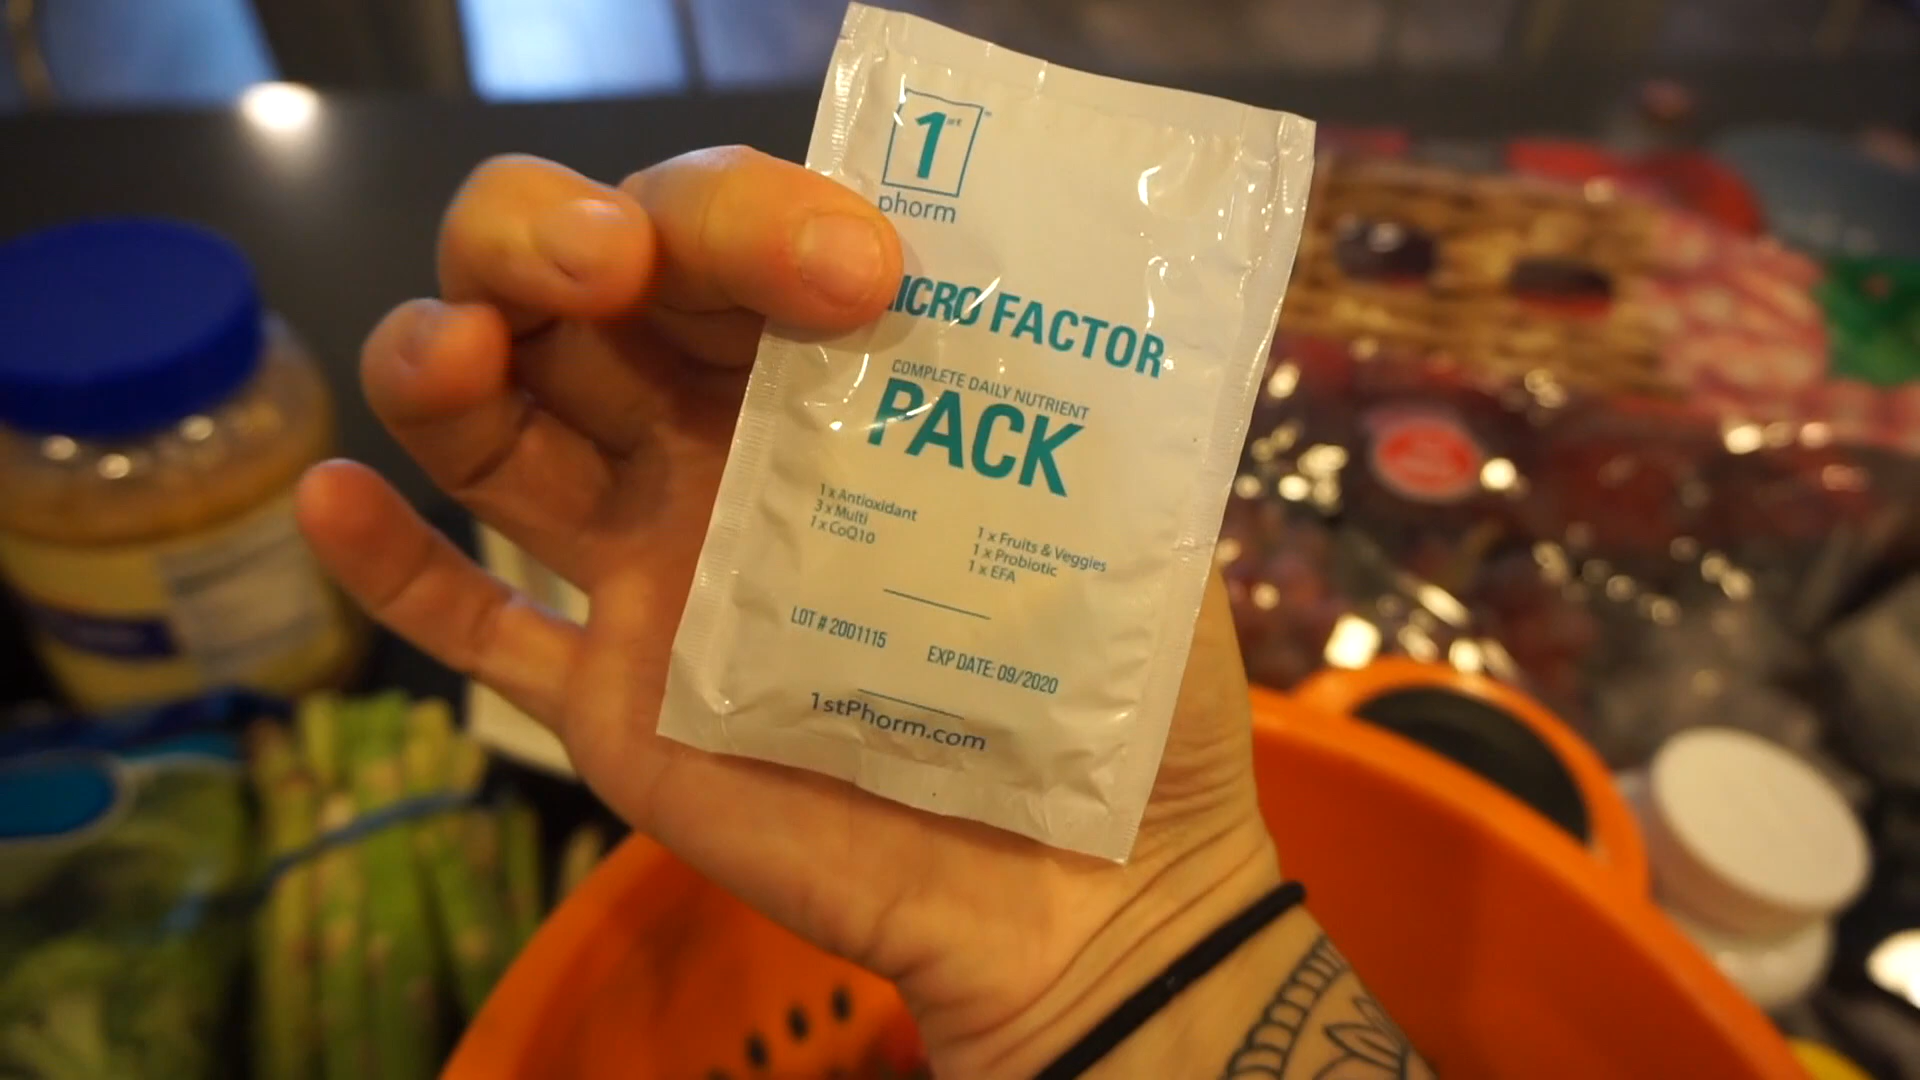 1st
phorm
MICRO FACTOR
COMPLETE DAILY NUTRIENT
PACK
1 x Antioxidant
3 x Multi
1 x CoQ10
1 x Fruits & Veggies
1 x Probiotic
1 x EFA
LOT # 2001115
EXP DATE: 09/2020
1stPhorm.com